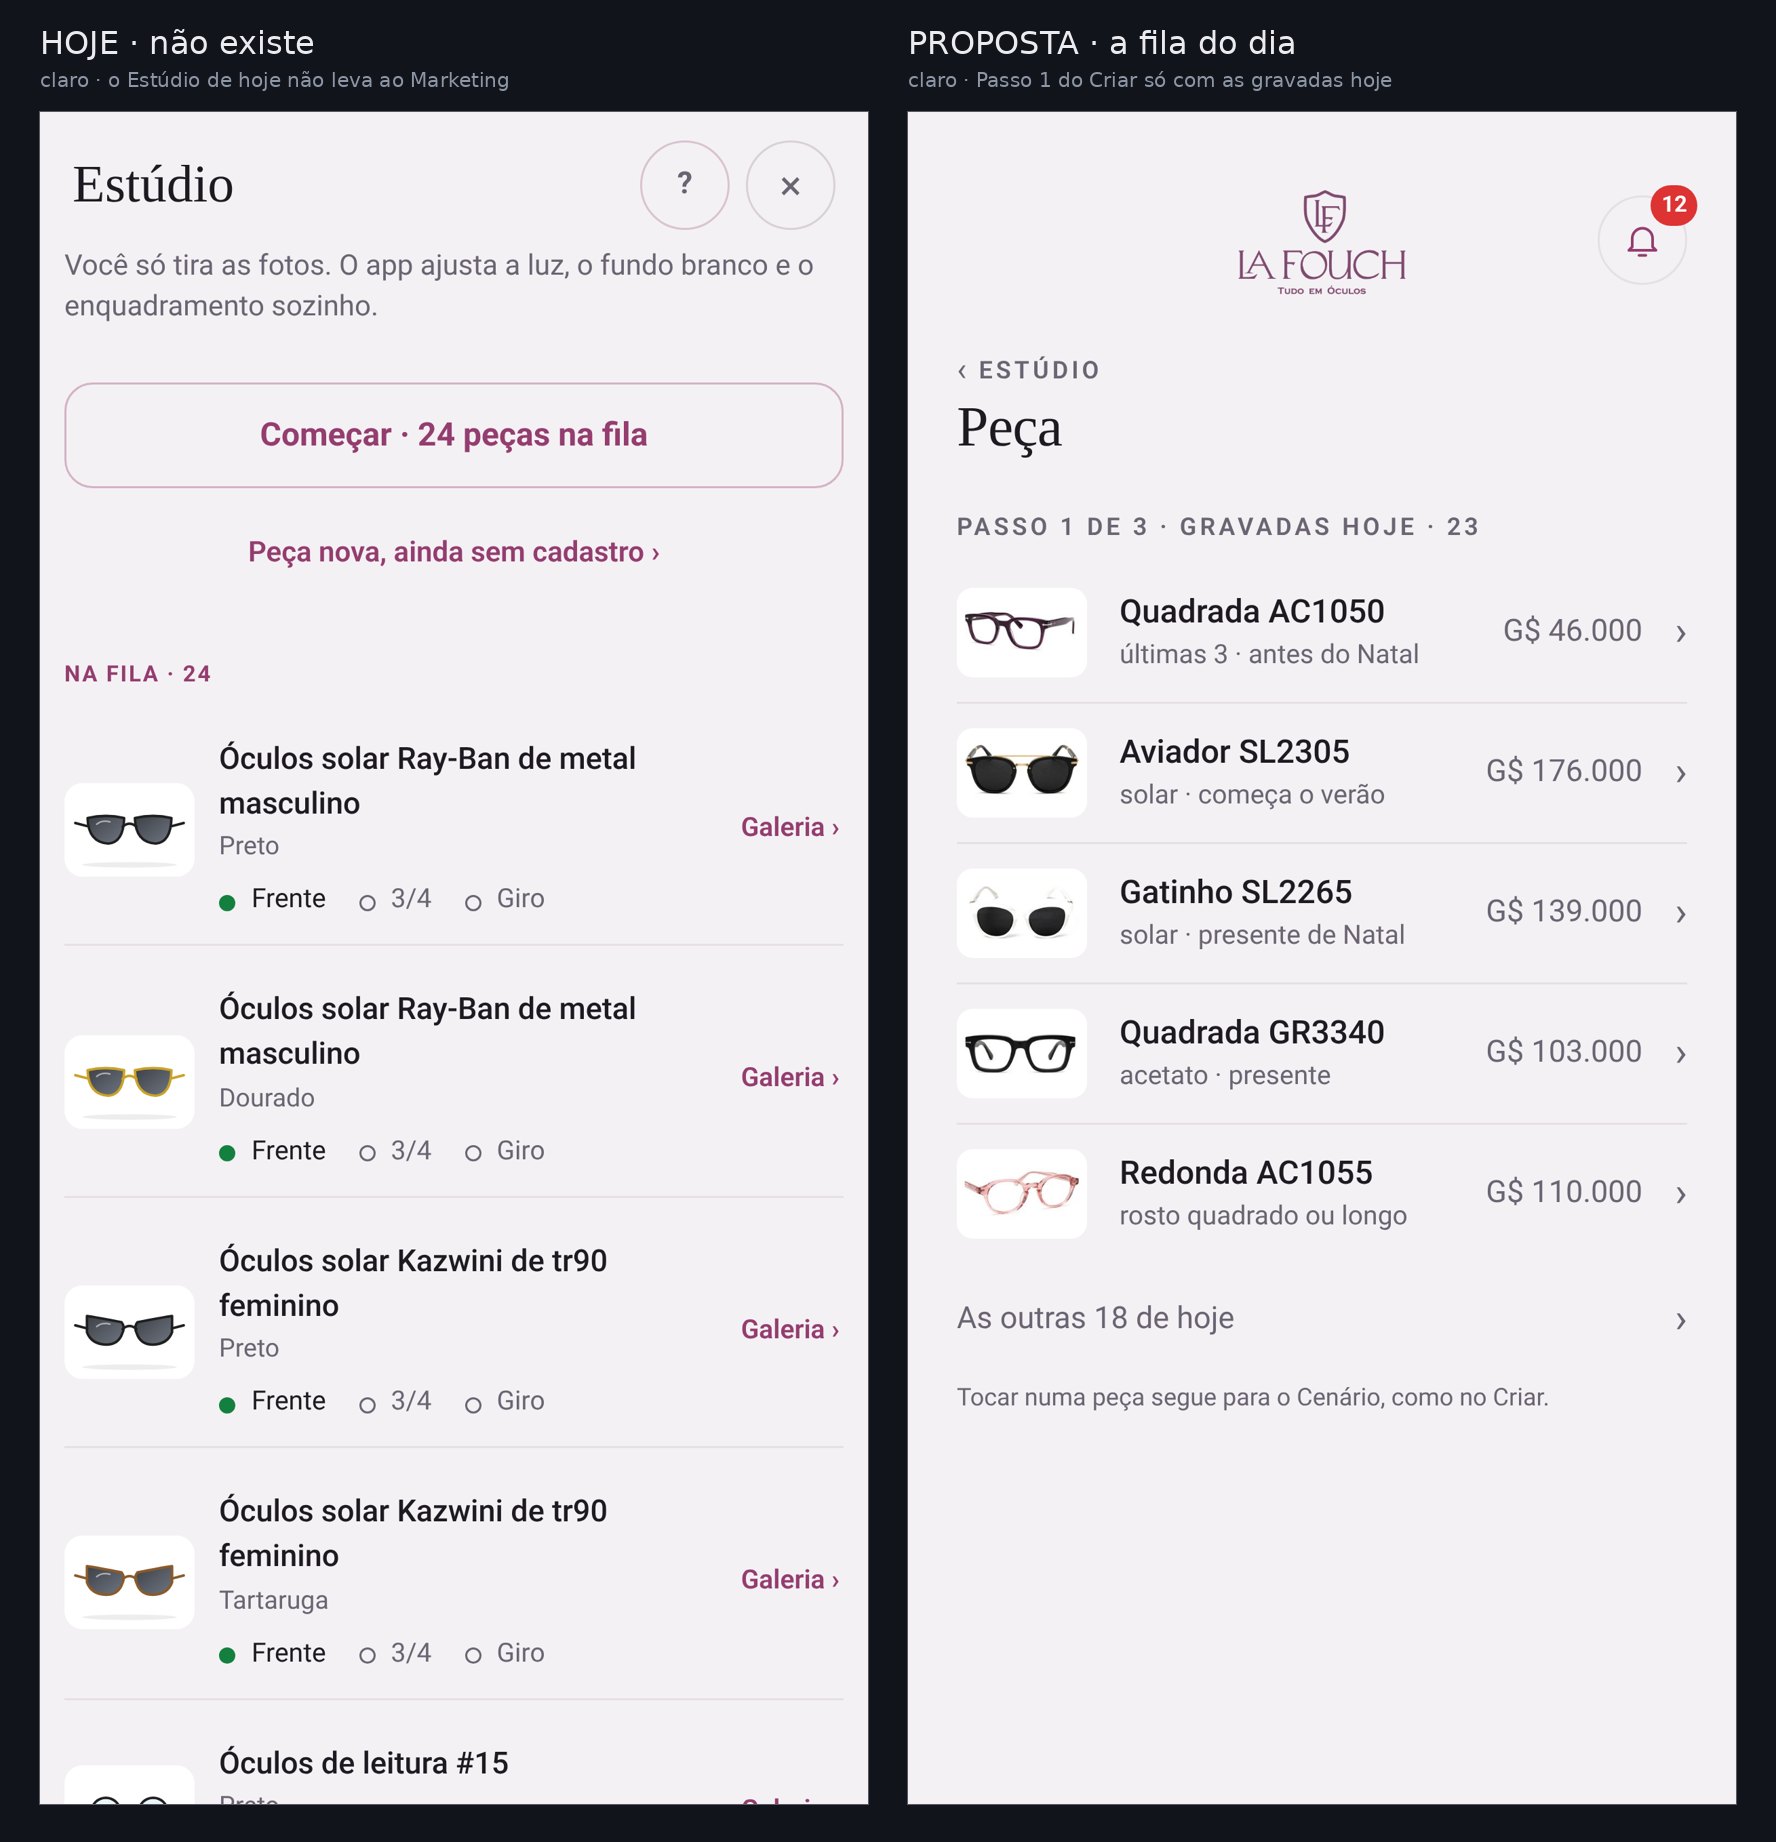 HOJE · não existe
claro · o Estúdio de hoje não leva ao Marketing
Estúdio
?
×
Você só tira as fotos. O app ajusta a luz, o fundo branco e o
enquadramento sozinho.
Começar · 24 peças na fila
Peça nova, ainda sem cadastro ›
NA FILA · 24
Óculos solar Ray-Ban de metal
masculino
Preto
Galeria ›
Frente 3/4 Giro
Óculos solar Ray-Ban de metal
masculino
Dourado
Galeria ›
Frente 3/4 Giro
Óculos solar Kazwini de tr90
feminino
Preto
Galeria ›
Frente 3/4 Giro
Óculos solar Kazwini de tr90
feminino
Tartaruga
Galeria ›
Frente 3/4 Giro
Óculos de leitura #15
PROPOSTA · a fila do dia
claro · Passo 1 do Criar só com as gravadas hoje
LF
LA FOUCH
TUDO EM ÓCULOS
12
‹ ESTÚDIO
Peça
PASSO 1 DE 3 · GRAVADAS HOJE · 23
Quadrada AC1050
últimas 3 · antes do Natal
G$ 46.000 ›
Aviador SL2305
solar · começa o verão
G$ 176.000 ›
Gatinho SL2265
solar · presente de Natal
G$ 139.000 ›
Quadrada GR3340
acetato · presente
G$ 103.000 ›
Redonda AC1055
rosto quadrado ou longo
G$ 110.000 ›
As outras 18 de hoje ›
Tocar numa peça segue para o Cenário, como no Criar.